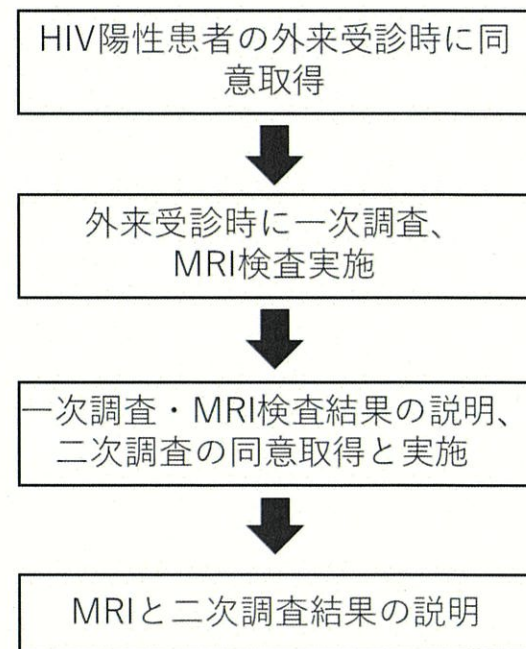 HIV陽性患者の外来受診時に同
意取得
外来受診時に一次調査、
MRI検査実施
一次調査・MRI検査結果の説明、
二次調査の同意取得と実施
MRIと二次調査結果の説明